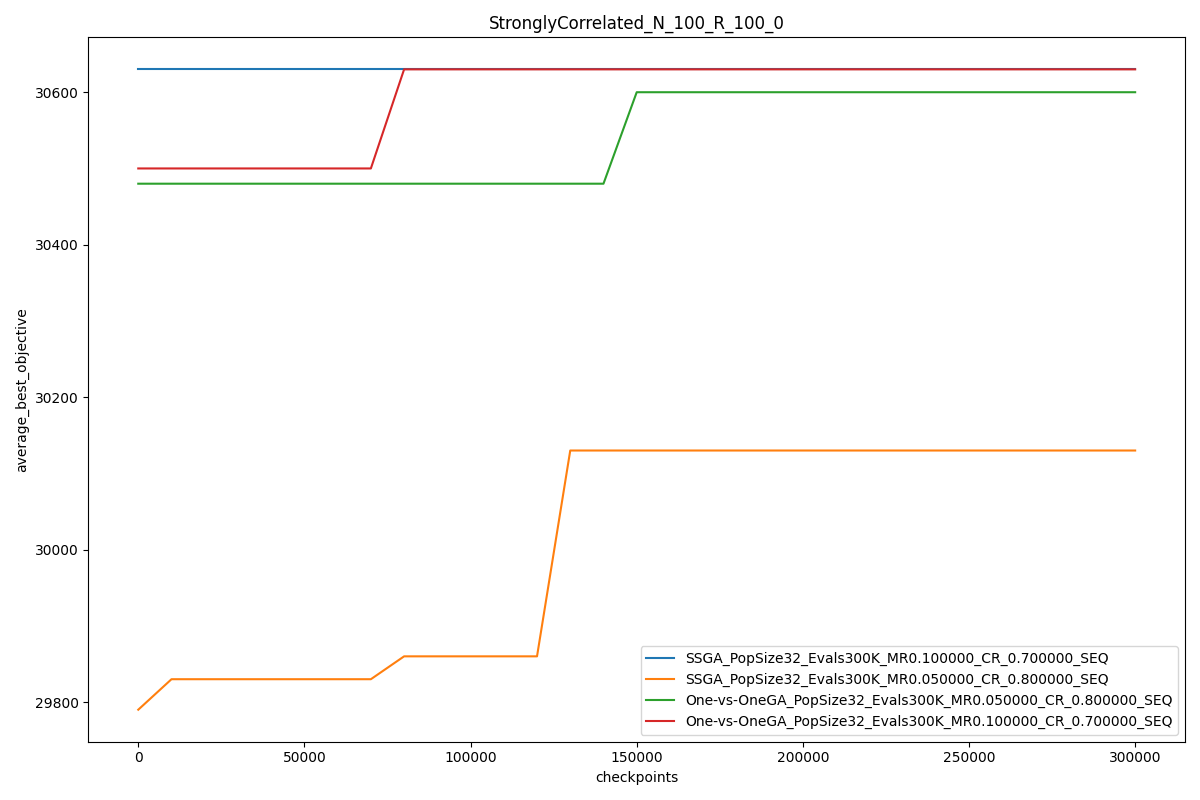 StronglyCorrelated_N_100_R_100_0
average_best_objective
30600
30400
30200
30000
29800
SSGA_PopSize32_Evals300K_MR0.100000_CR_0.700000_SEQ
SSGA_PopSize32_Evals300K_MR0.050000_CR_0.800000_SEQ
One-vs-OneGA_PopSize32_Evals300K_MR0.050000_CR_0.800000_SEQ
One-vs-OneGA_PopSize32_Evals300K_MR0.100000_CR_0.700000_SEQ
0 50000 100000 150000 200000 250000 300000
checkpoints